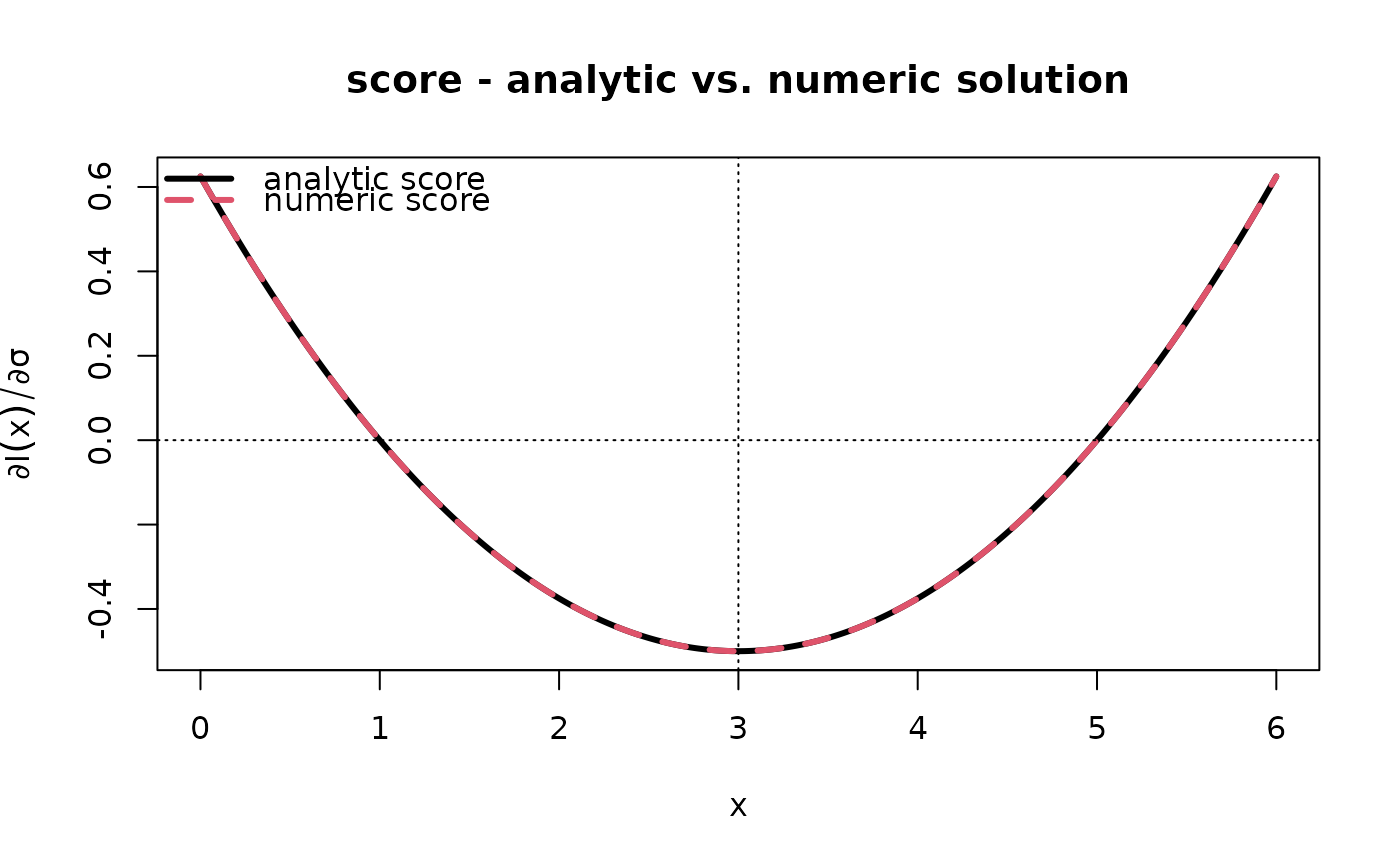 score - analytic vs. numeric solution
analytic score
numeric score
0.6
0.4
0.2
0.0
-0.4
∂l(x)/∂σ
0 1 2 3 4 5 6
x